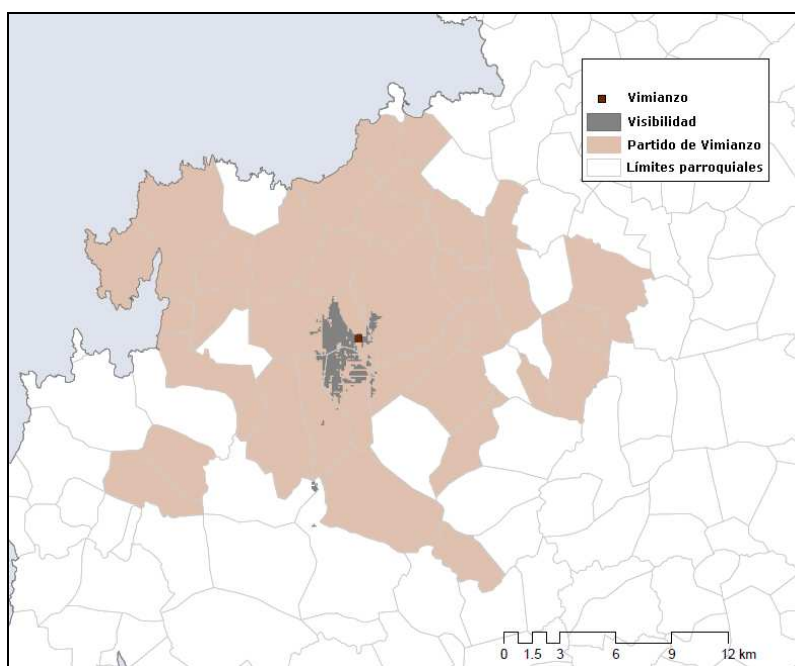 Vimianzo
Visibilidad
Partido de Vimianzo
Límites parroquiales
0 1.5 3 6 9 12 km